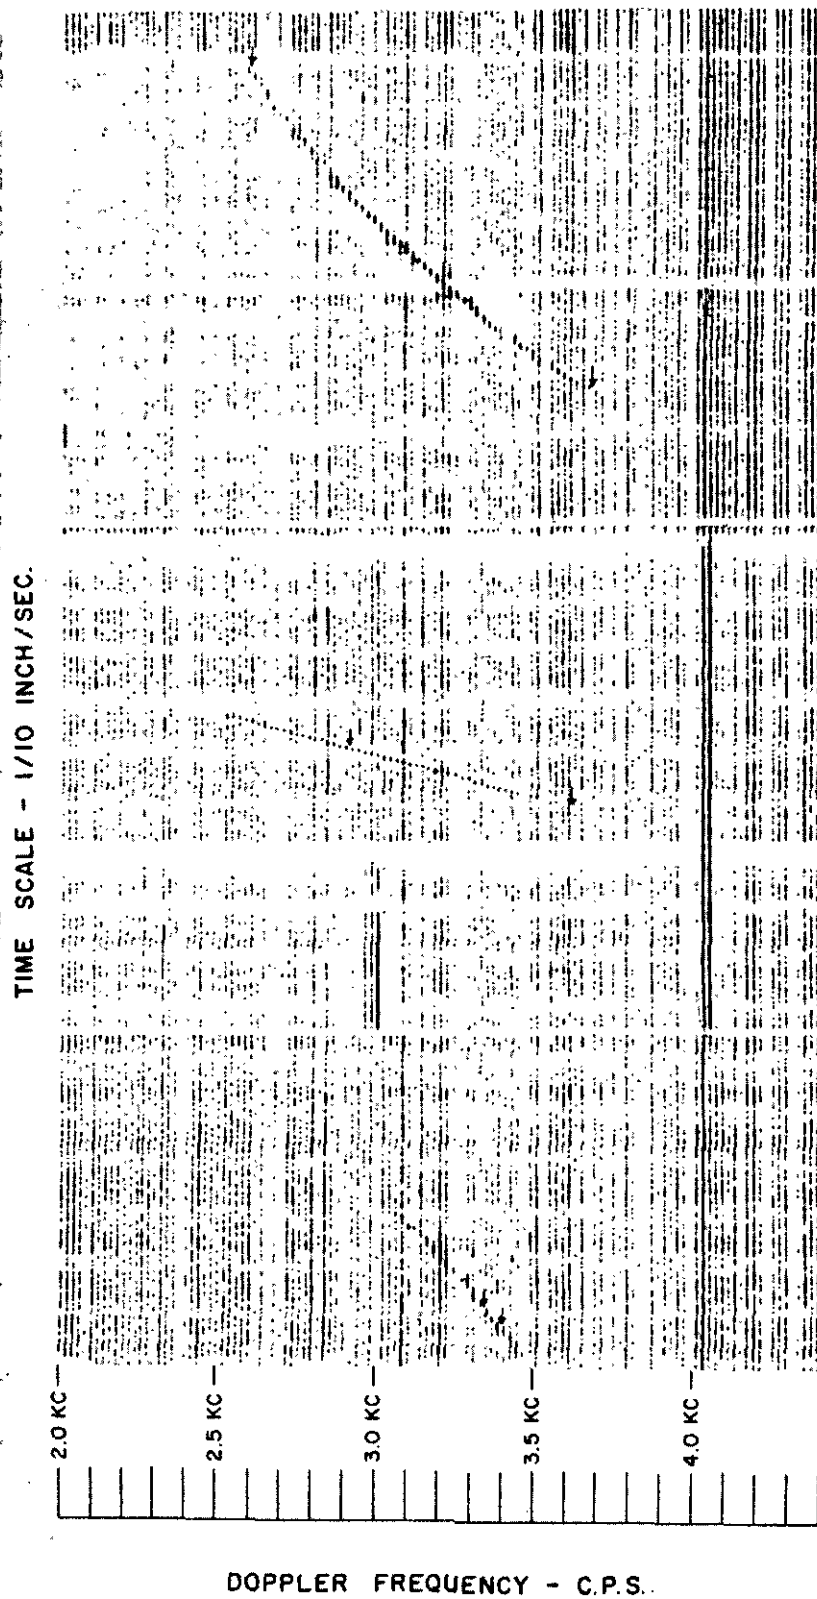 TIME SCALE - 1/10 INCH/SEC.
2.0 KC
2.5 KC
3.0 KC
3.5 KC
4.0 KC
DOPPLER FREQUENCY - C.P.S.